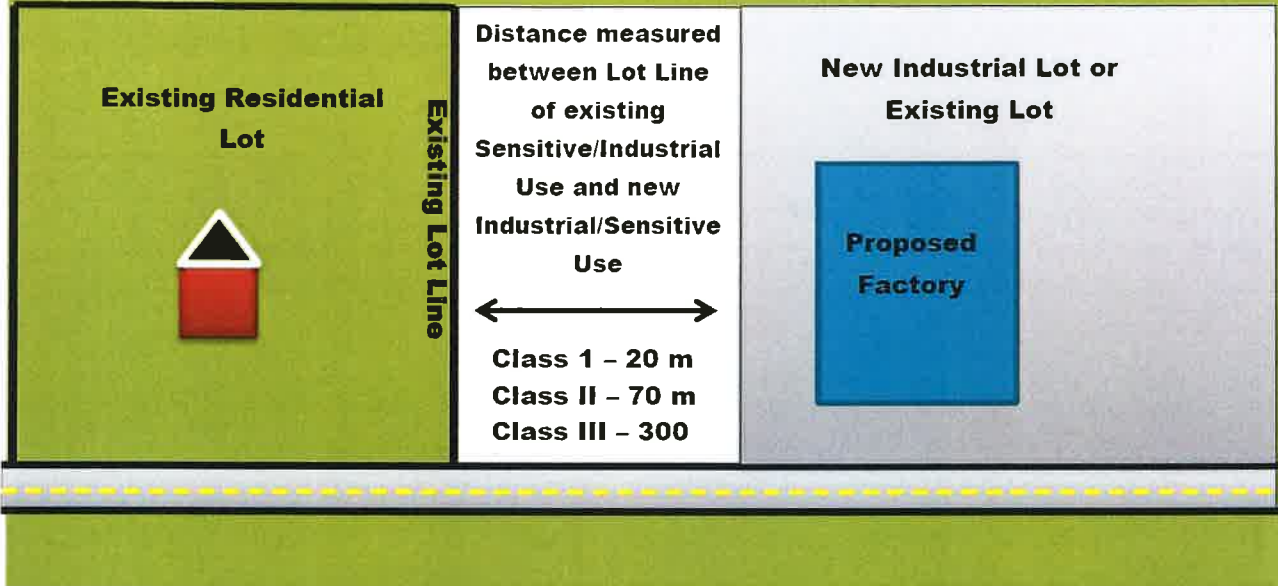 Existing Residential
Lot
Existing Lot Line
Distance measured
between Lot Line
of existing
Sensitive/Industrial
Use and new
Industrial/Sensitive
Use
Class 1 – 20 m
Class II – 70 m
Class III – 300
New Industrial Lot or
Existing Lot
Proposed
Factory